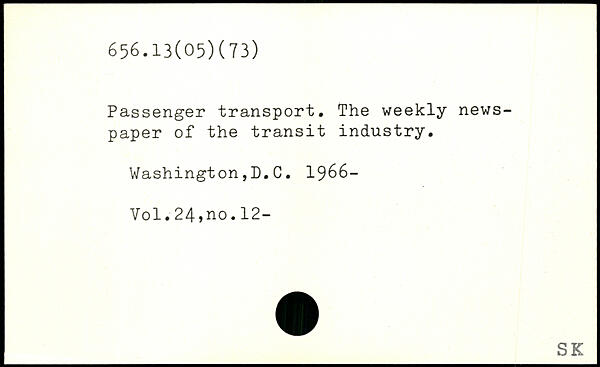 656.13(05)(73)
Passenger transport. The weekly news-
paper of the transit industry.
Washington,D.C. 1966-
Vol.24,no.12-
SK